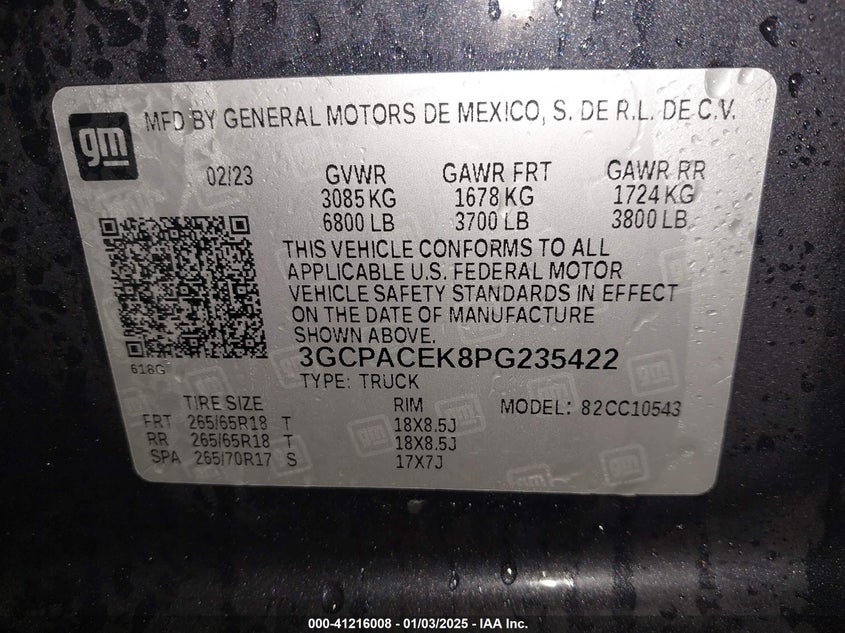 gm
MFD BY GENERAL MOTORS DE MEXICO, S. DE R.L. DE C.V.
02/23 GVWR GAWR FRT GAWR RR
3085 KG 1678 KG 1724 KG
6800 LB 3700 LB 3800 LB
THIS VEHICLE CONFORMS TO ALL
APPLICABLE U.S. FEDERAL MOTOR
VEHICLE SAFETY STANDARDS IN EFFECT
ON THE DATE OF MANUFACTURE
SHOWN ABOVE.
618G
3GCPACEK8PG235422
TYPE: TRUCK
TIRE SIZE RIM MODEL: 82CC10543
FRT 265/65R18 T 18X8.5J
RR 265/65R18 T 18X8.5J
SPA 265/70R17 S 17X7J
000-41216008 - 01/03/2025 - IAA Inc.